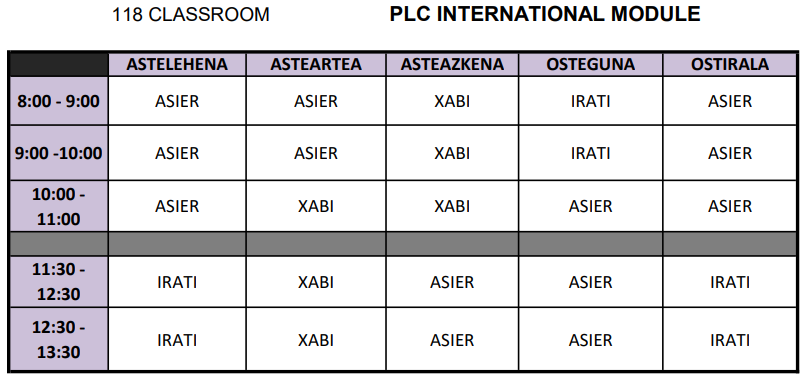 118 CLASSROOM PLC INTERNATIONAL MODULE
ASTELEHENA ASTEARTEA ASTEAZKENA OSTEGUNA OSTIRALA
8:00 - 9:00 ASIER ASIER XABI IRATI ASIER
9:00 -10:00 ASIER ASIER XABI IRATI ASIER
10:00 -
11:00 ASIER XABI XABI ASIER ASIER
11:30 -
12:30 IRATI XABI ASIER ASIER IRATI
12:30 -
13:30 IRATI XABI ASIER ASIER IRATI